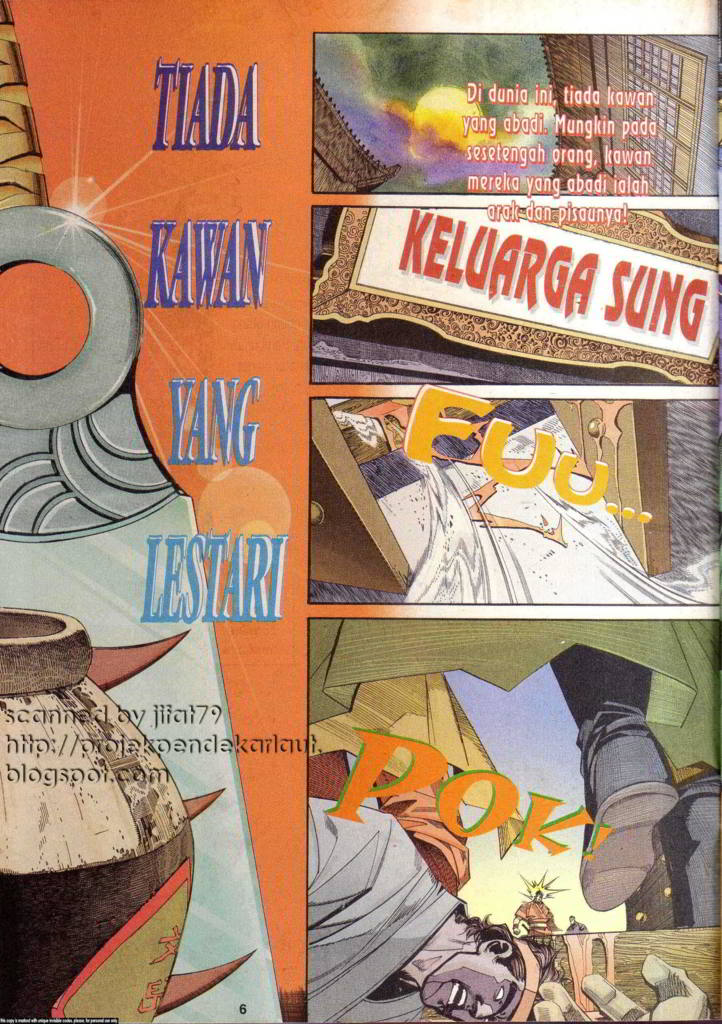 TIADA
KAWAN
YANG
LESTARI
Di dunia ini, tiada kawan
yang abadi. Mungkin pada
sesetengah orang, kawan
mereka yang abadi ialah
arak dan pisaunya!
KELUARGA SUNG
FUU...
POK!
scanned by jifat79
http://projekpendekarlaut.
blogspot.com
6